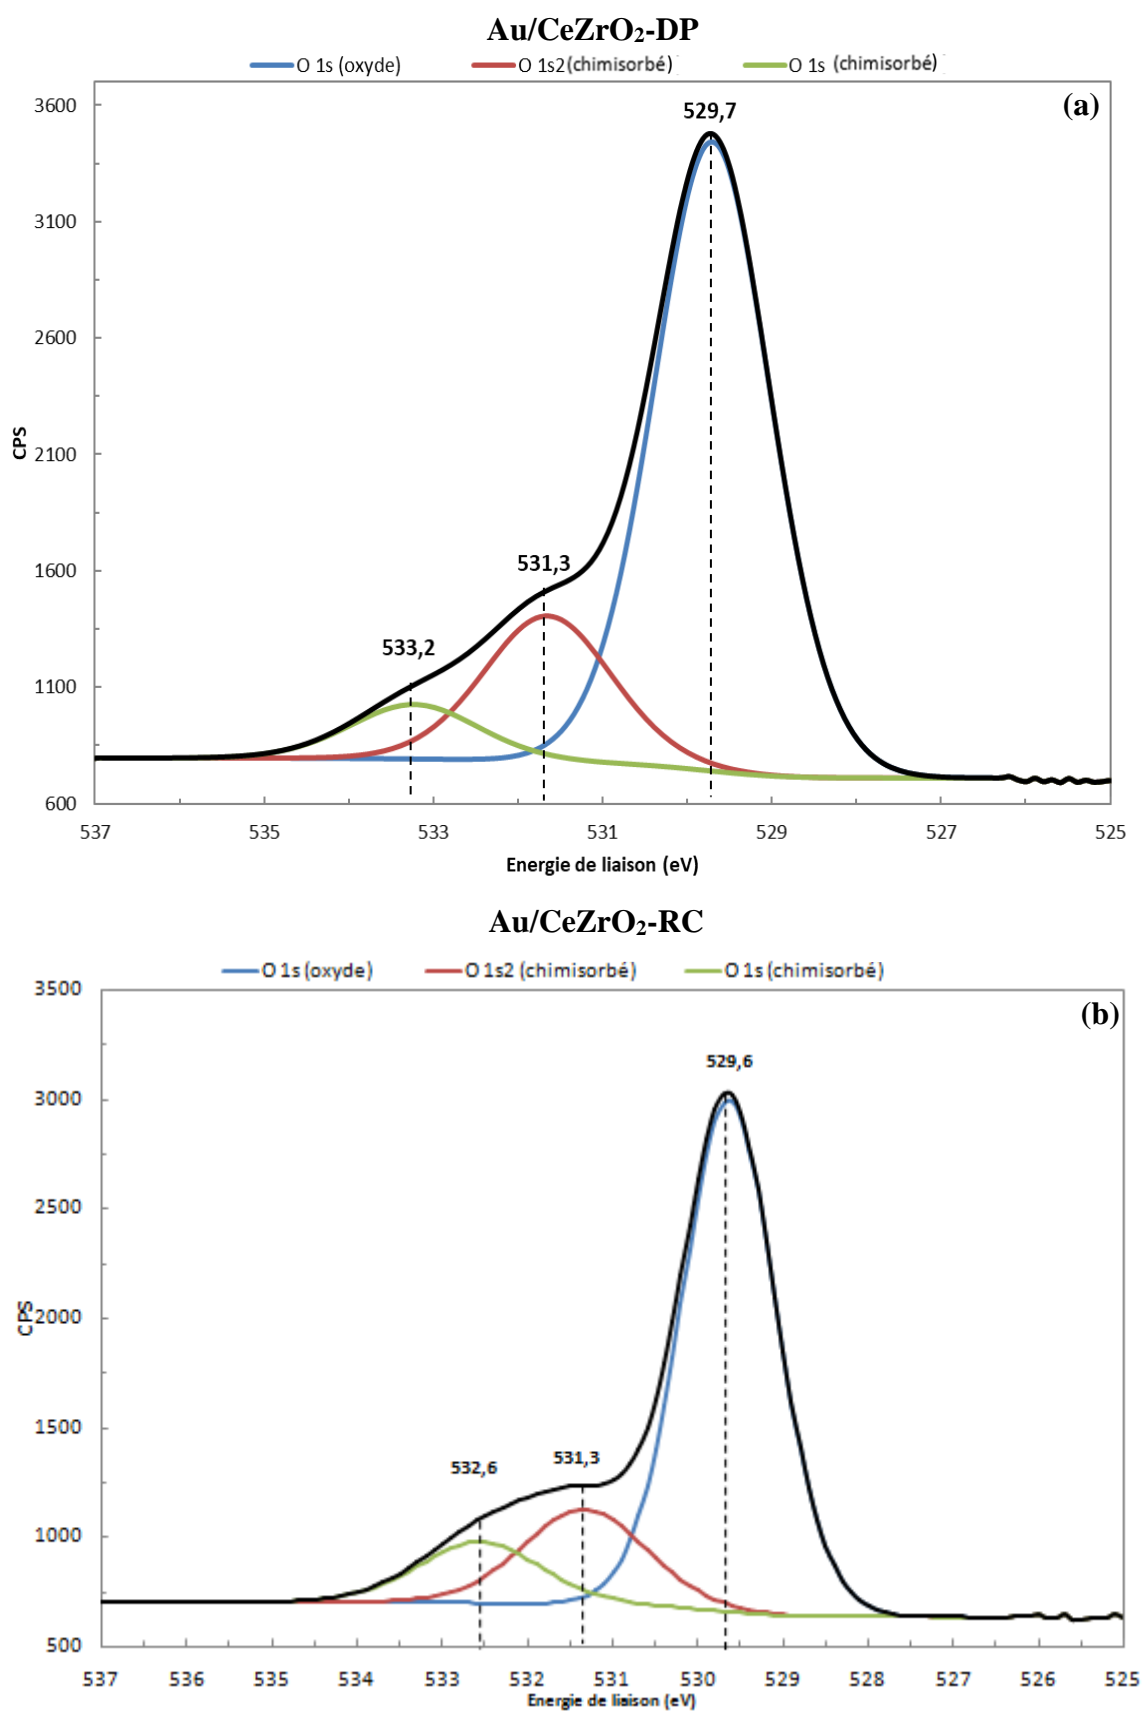 Au/CeZrO₂-DP
O 1s (oxyde) O 1s2 (chimisorbé) O 1s (chimisorbé)
(a)
529,7
3600
3100
2600
2100
CPS
1600
531,3
533,2
1100
600
537 535 533 531 529 527 525
Energie de liaison (eV)
Au/CeZrO₂-RC
O 1s (oxyde) O 1s2 (chimisorbé) O 1s (chimisorbé)
3500
(b)
529,6
3000
2500
CPS
2000
1500
532,6 531,3
1000
500
537 536 535 534 533 532 531 530 529 528 527 526 525
Energie de liaison (eV)